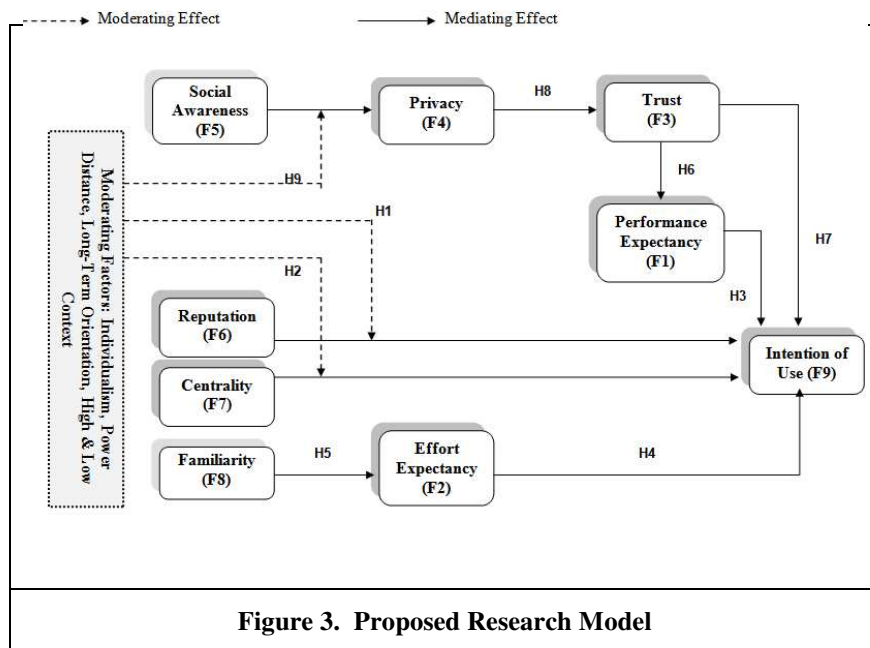 Moderating Effect
Mediating Effect
Social
Awareness
(F5)
Privacy
(F4)
H8
Trust
(F3)
H9
H6
H1
Performance
Expectancy
(F1)
H7
H2
H3
Moderating Factors: Individualism, Power
Distance, Long-Term Orientation, High & Low
Context
Reputation
(F6)
Intention of
Use (F9)
Centrality
(F7)
Familiarity
(F8)
H5
Effort
Expectancy
(F2)
H4
Figure 3. Proposed Research Model